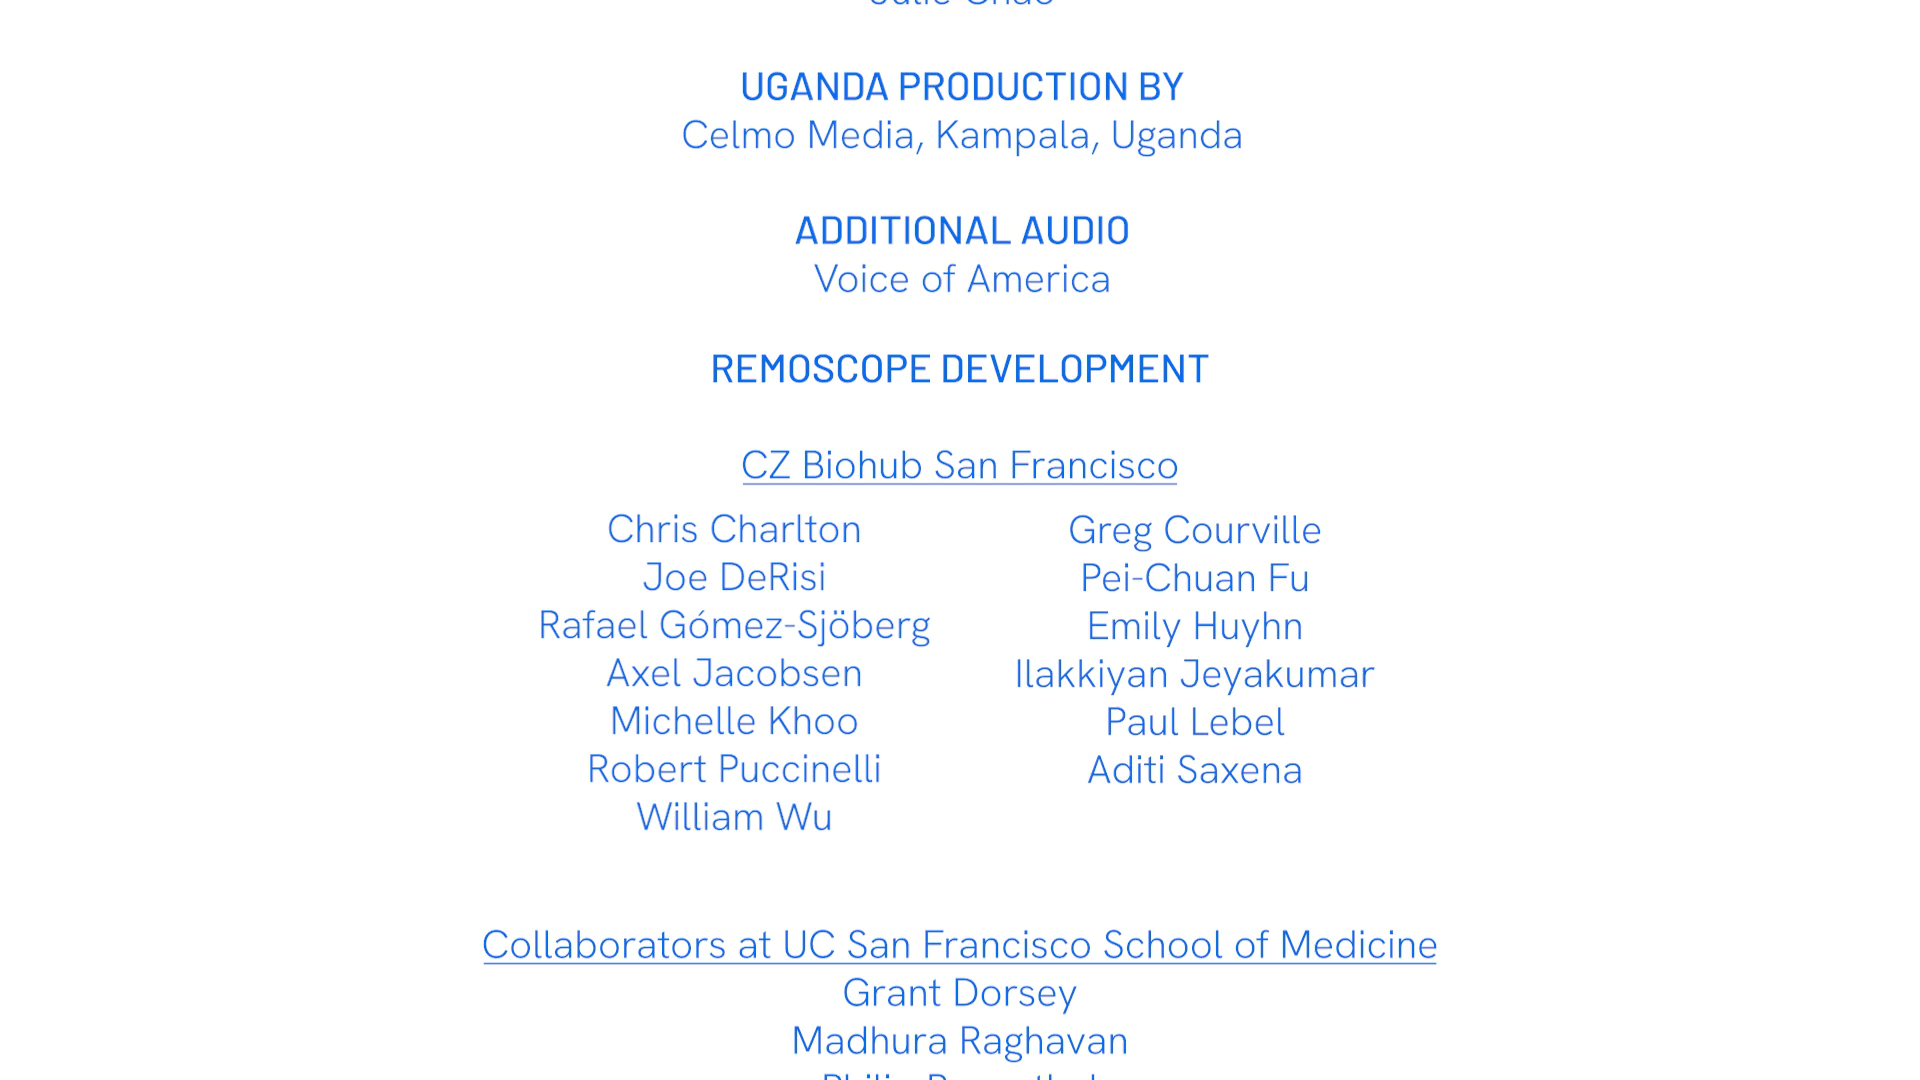 UGANDA PRODUCTION BY
Celmo Media, Kampala, Uganda
ADDITIONAL AUDIO
Voice of America
REMOSCOPE DEVELOPMENT
CZ Biohub San Francisco
Chris Charlton
Joe DeRisi
Rafael Gómez-Sjöberg
Axel Jacobsen
Michelle Khoo
Robert Puccinelli
William Wu
Greg Courville
Pei-Chuan Fu
Emily Huyhn
Ilakkiyan Jeyakumar
Paul Lebel
Aditi Saxena
Collaborators at UC San Francisco School of Medicine
Grant Dorsey
Madhura Raghavan